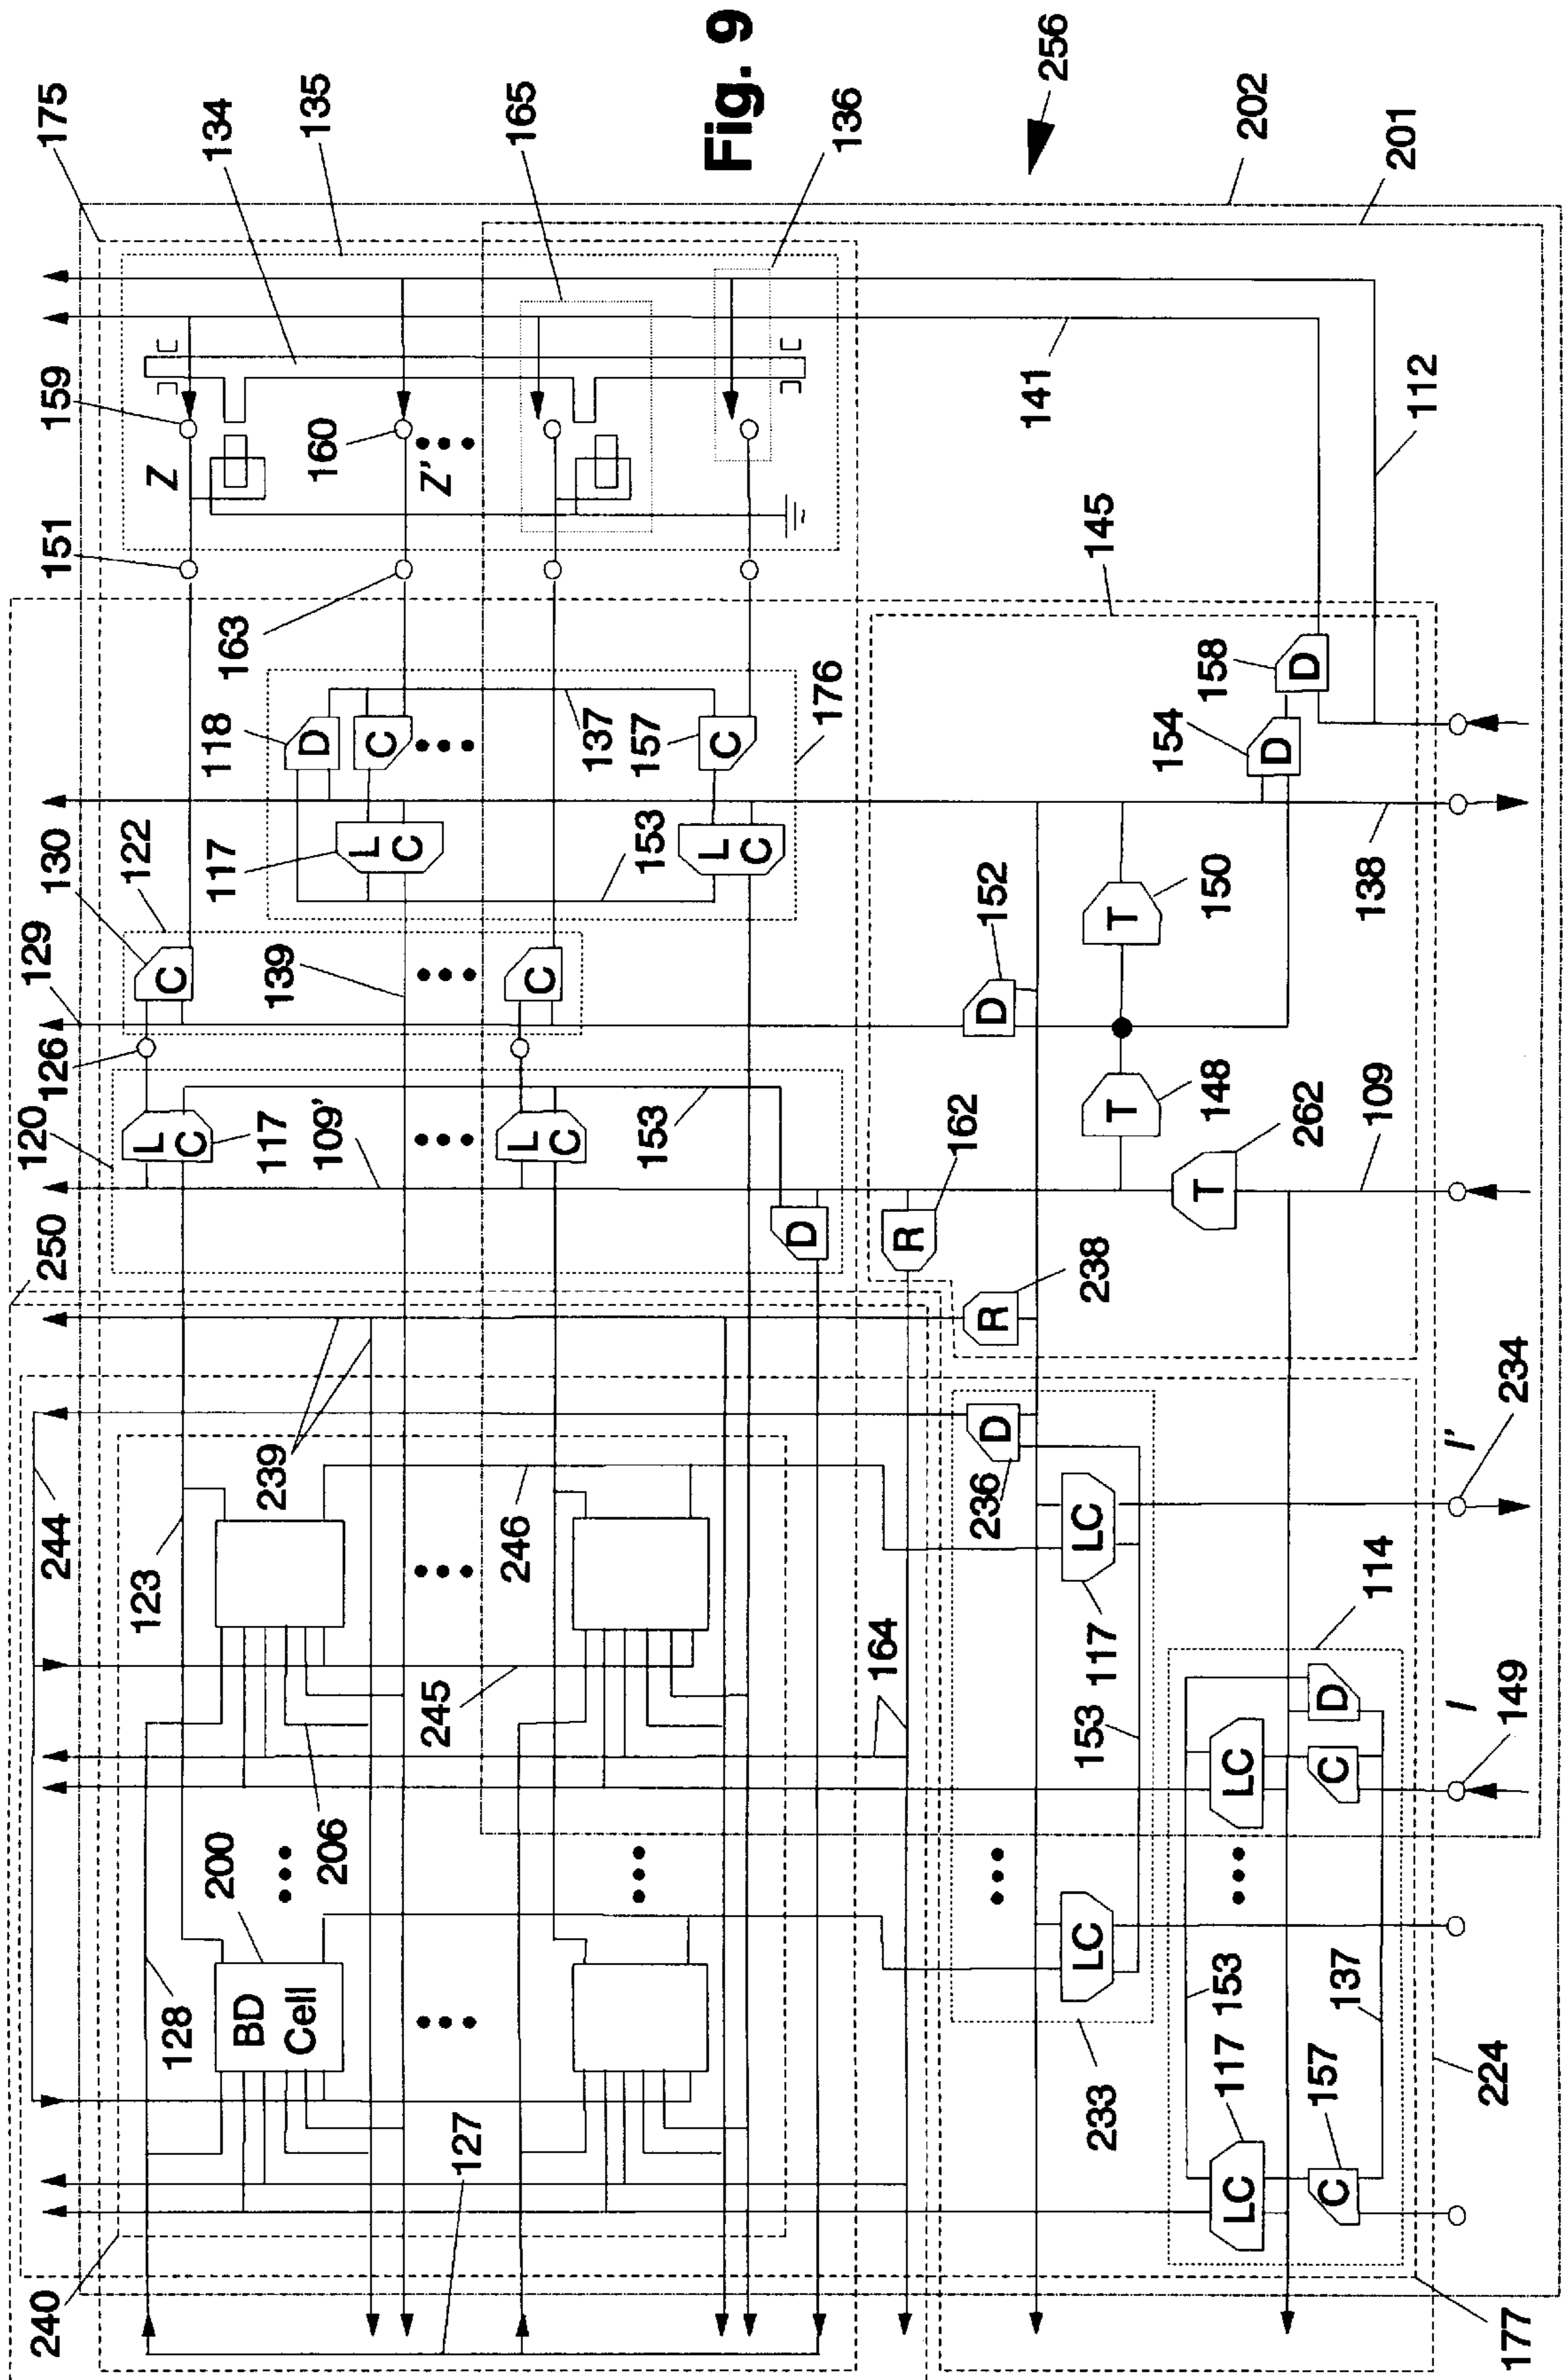 240
244
250
120
126
129
130
151
159
175
123
122
128
Z
134
200
BD
Cell
239
117
L
C
C
118
117
D
206
109'
139
L
C
C
163
160
135
Z'
127
245
246
L
C
C
165
153
153
137
157
L
C
C
Fig. 9
D
176
136
164
R
162
236
D
R
D
152
233
LC
LC
238
T
T
141
256
117
153
148
150
154
145
T
D
158
D
117
LC
153
LC
262
157
C
137
C
D
114
109
138
112
I
I'
224
149
234
177
201
202